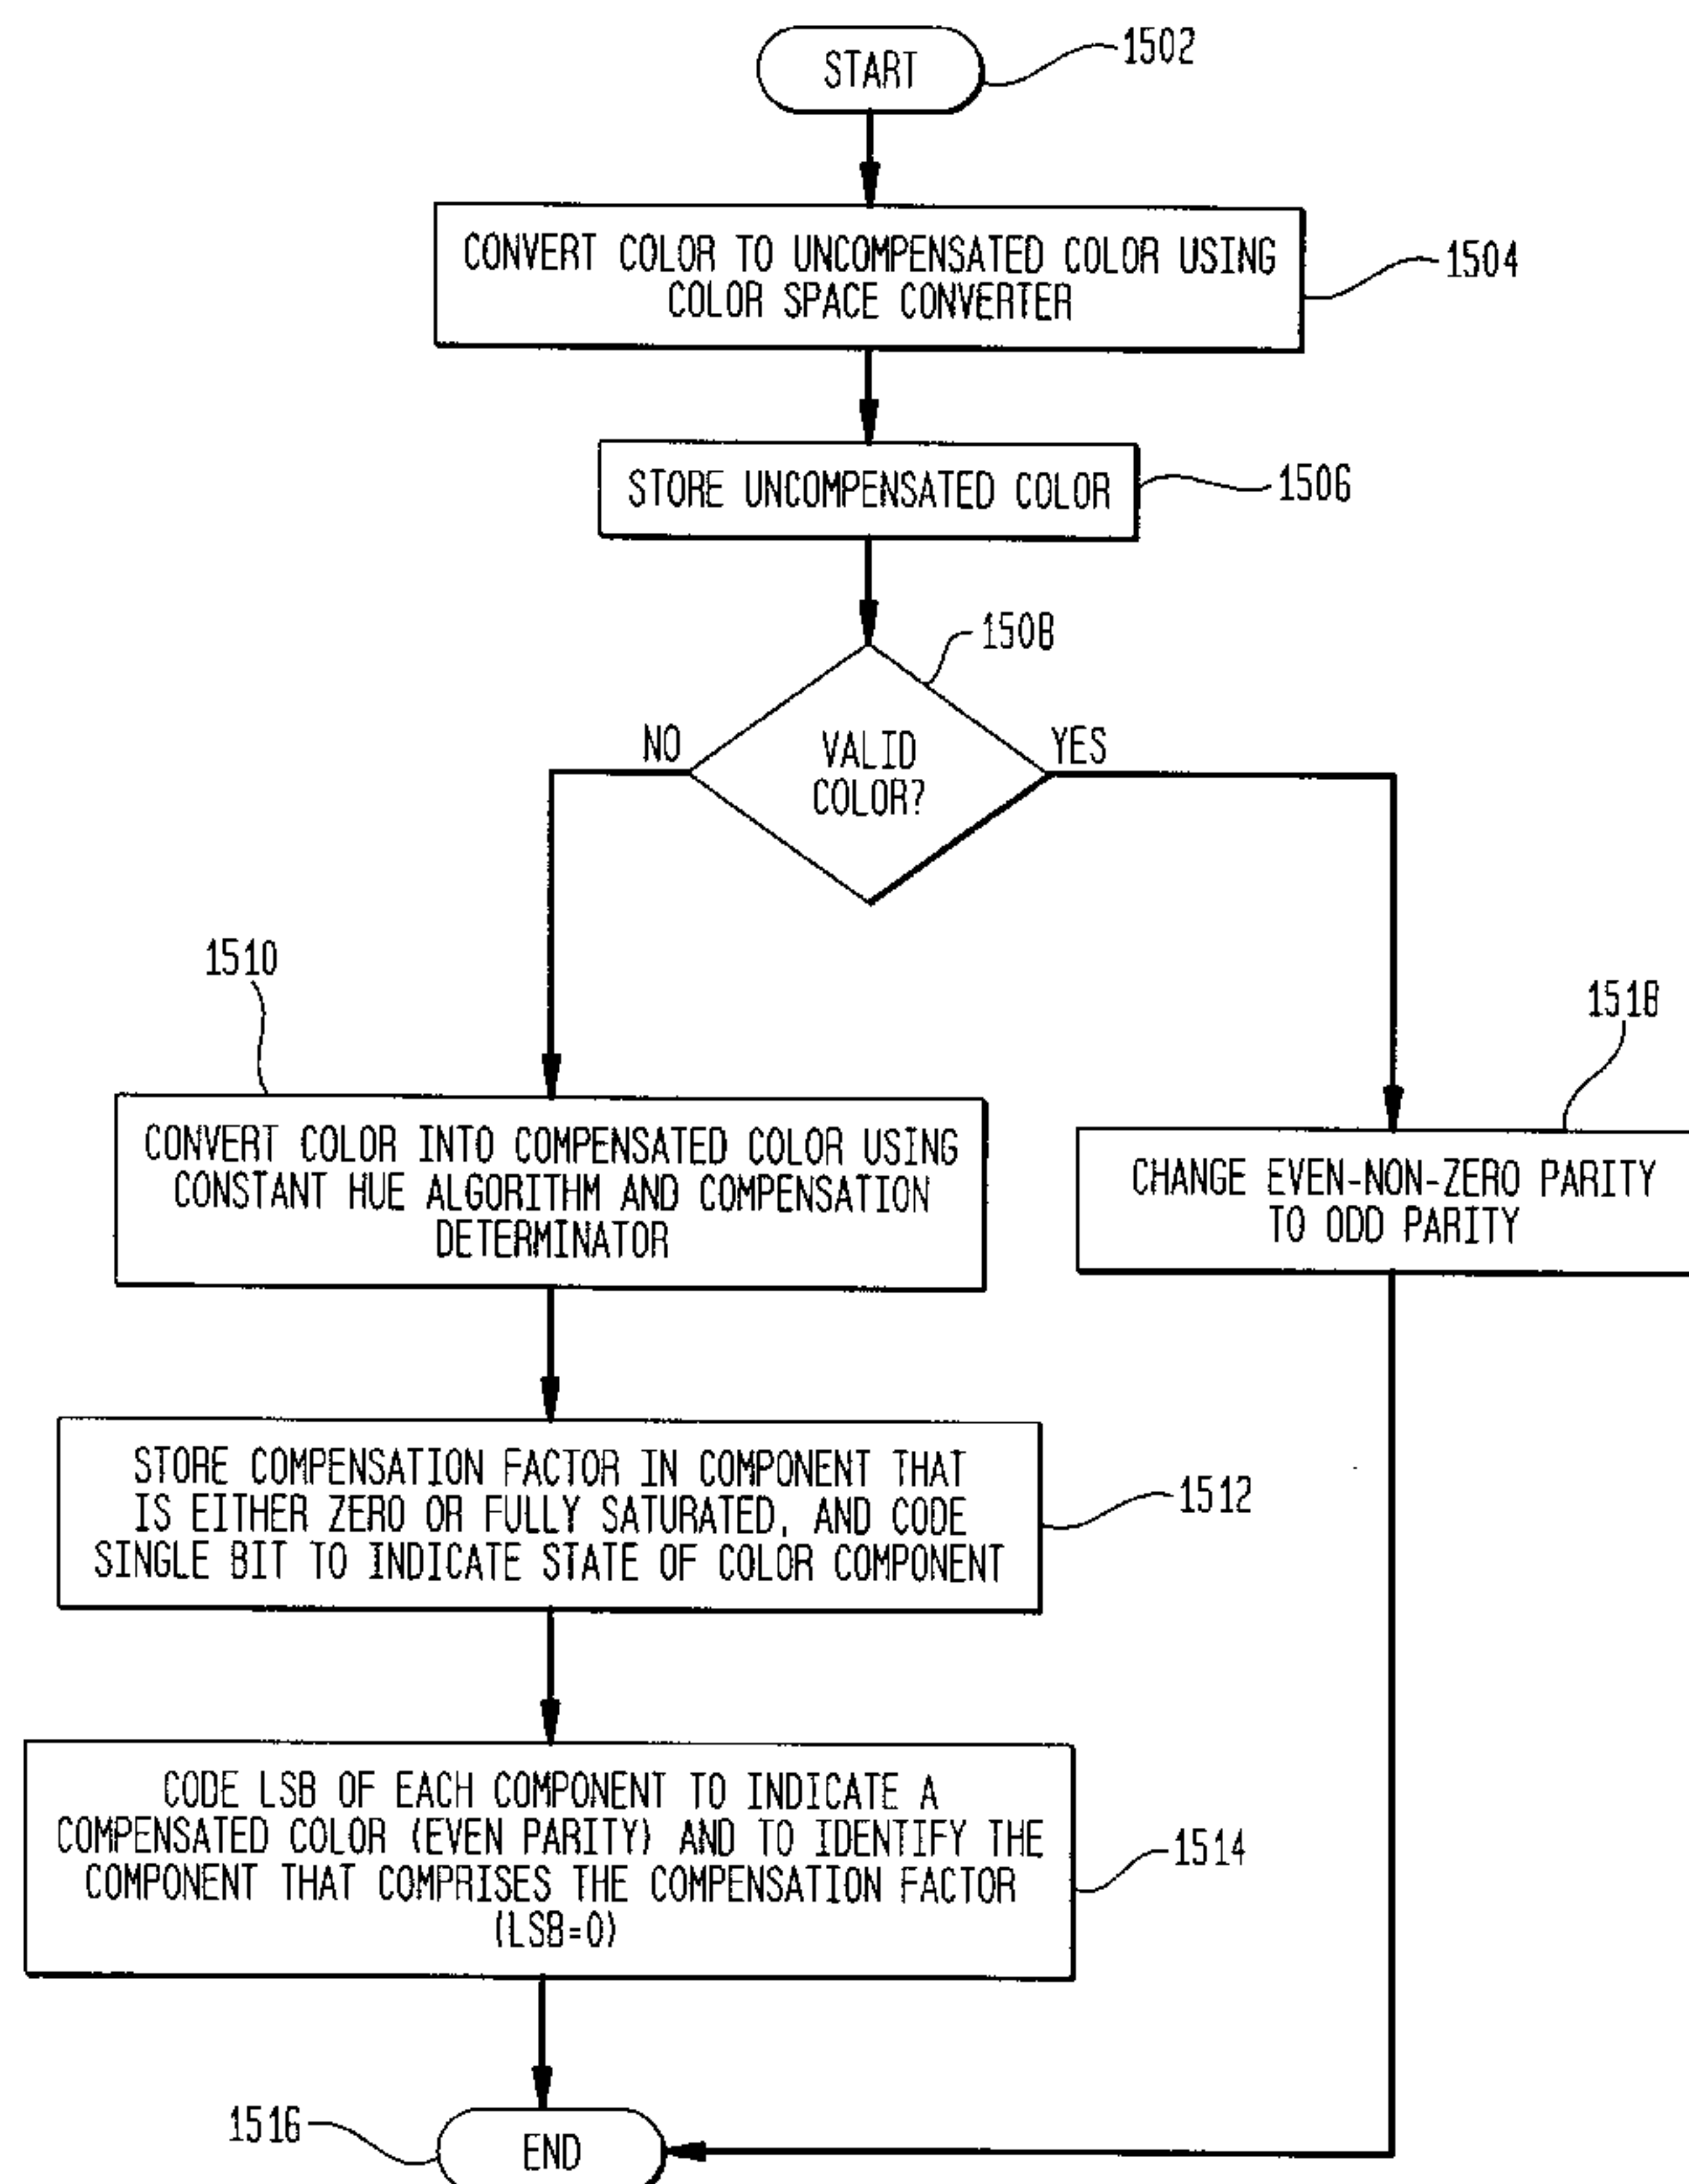 START
1502
CONVERT COLOR TO UNCOMPENSATED COLOR USING
COLOR SPACE CONVERTER
1504
STORE UNCOMPENSATED COLOR
1506
1508
NO
VALID
COLOR?
YES
1510
1518
CONVERT COLOR INTO COMPENSATED COLOR USING
CONSTANT HUE ALGORITHM AND COMPENSATION
DETERMINATOR
CHANGE EVEN-NON-ZERO PARITY
TO ODD PARITY
STORE COMPENSATION FACTOR IN COMPONENT THAT
IS EITHER ZERO OR FULLY SATURATED, AND CODE
SINGLE BIT TO INDICATE STATE OF COLOR COMPONENT
1512
CODE LSB OF EACH COMPONENT TO INDICATE A
COMPENSATED COLOR (EVEN PARITY) AND TO IDENTIFY THE
COMPONENT THAT COMPRISES THE COMPENSATION FACTOR
(LSB=0)
1514
1516
END